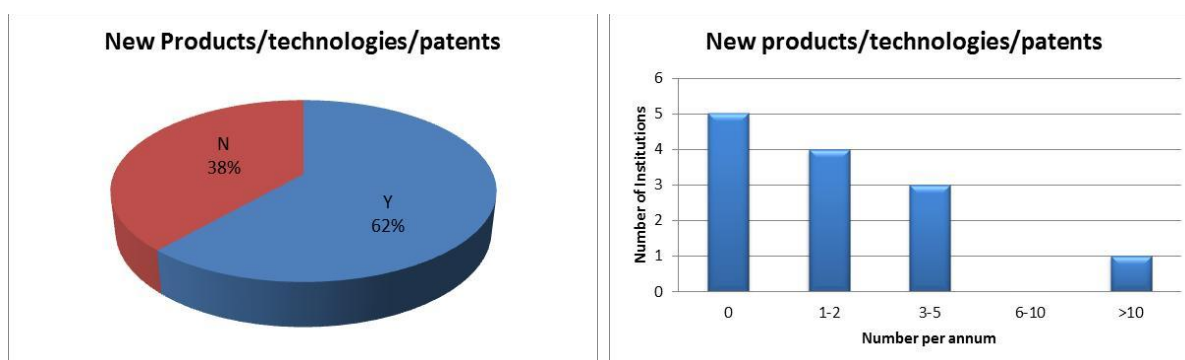 New Products/technologies/patents
N
38%
Y
62%
New products/technologies/patents
Number of Institutions
6
5
4
3
2
1
0
0 1-2 3-5 6-10 >10
Number per annum